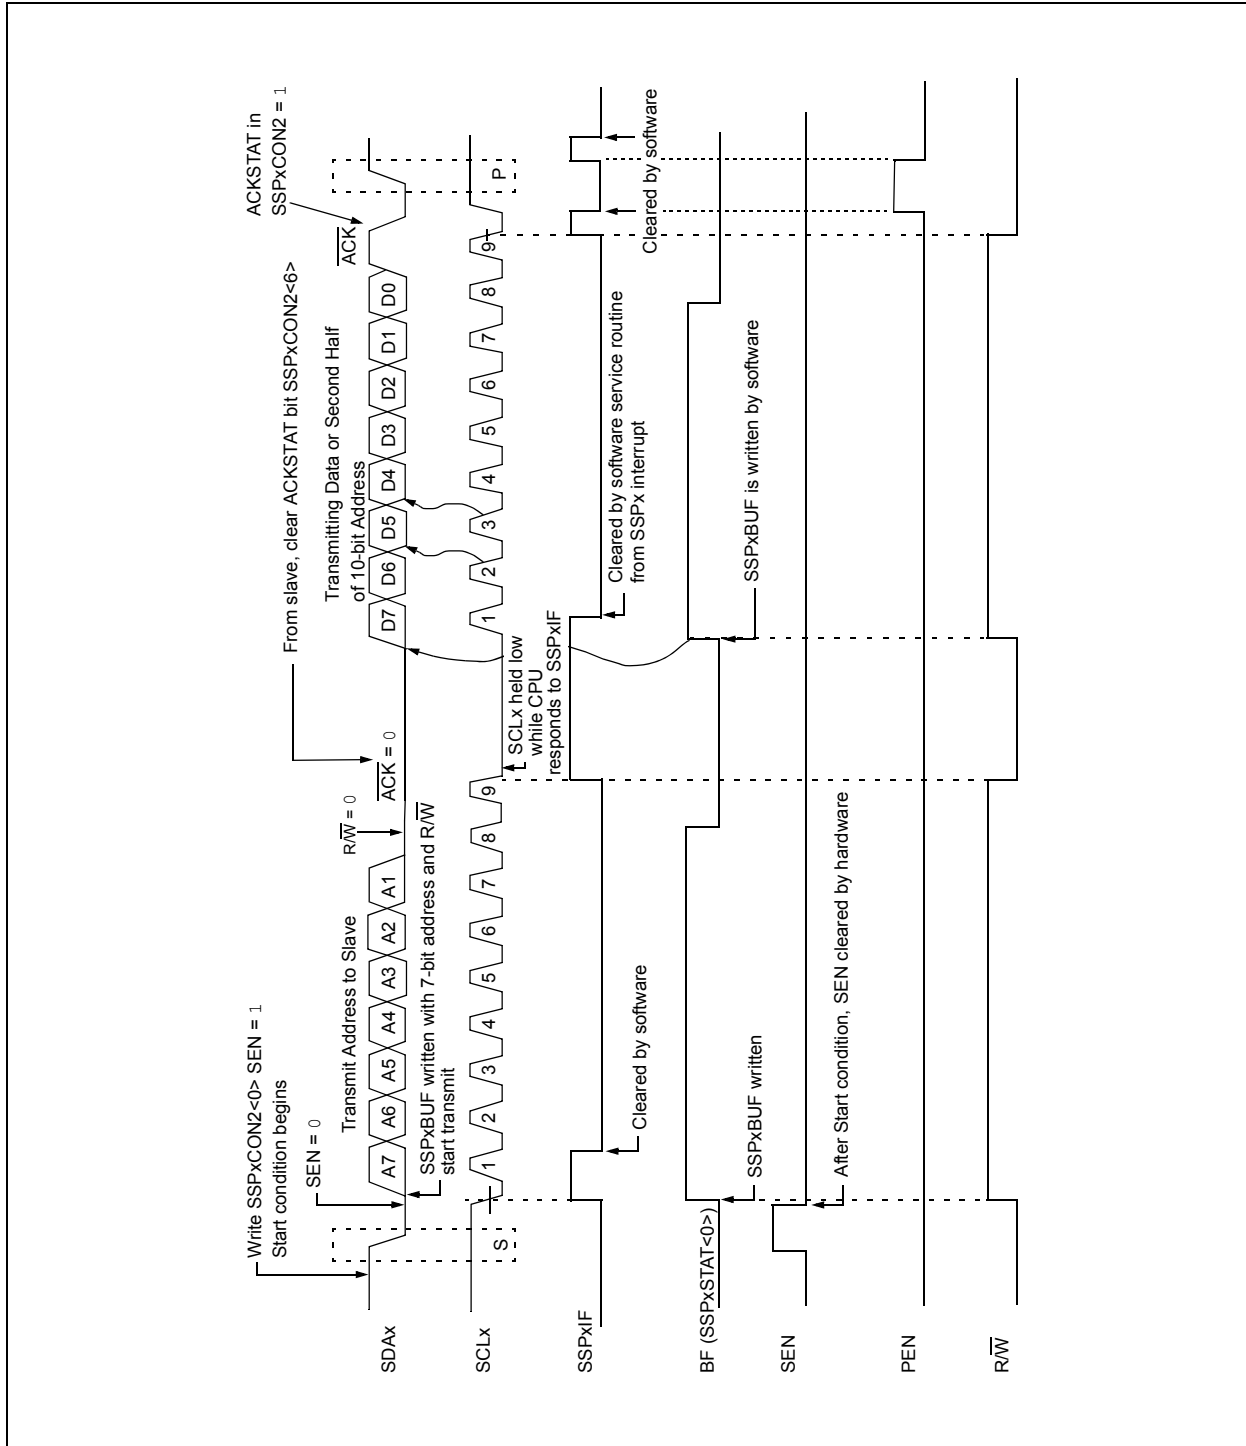 Write SSPxCON2<0> SEN = 1
Start condition begins
SEN = 0
Transmit Address to Slave
R/W = 0
From slave, clear ACKSTAT bit SSPxCON2<6>
ACK = 0
Transmitting Data or Second Half
of 10-bit Address
ACKSTAT in
SSPxCON2 = 1
ACK
SDAx
A7 A6 A5 A4 A3 A2 A1
D7 D6 D5 D4 D3 D2 D1 D0
SSPxBUF written with 7-bit address and R/W
start transmit
SCLx
S
1 2 3 4 5 6 7 8 9
1 2 3 4 5 6 7 8 9
P
SCLx held low
while CPU
responds to SSPxIF
SSPxIF
Cleared by software
Cleared by software service routine
from SSPx interrupt
Cleared by software
BF (SSPxSTAT<0>)
SSPxBUF written
SSPxBUF is written by software
SEN
After Start condition, SEN cleared by hardware
PEN
R/W